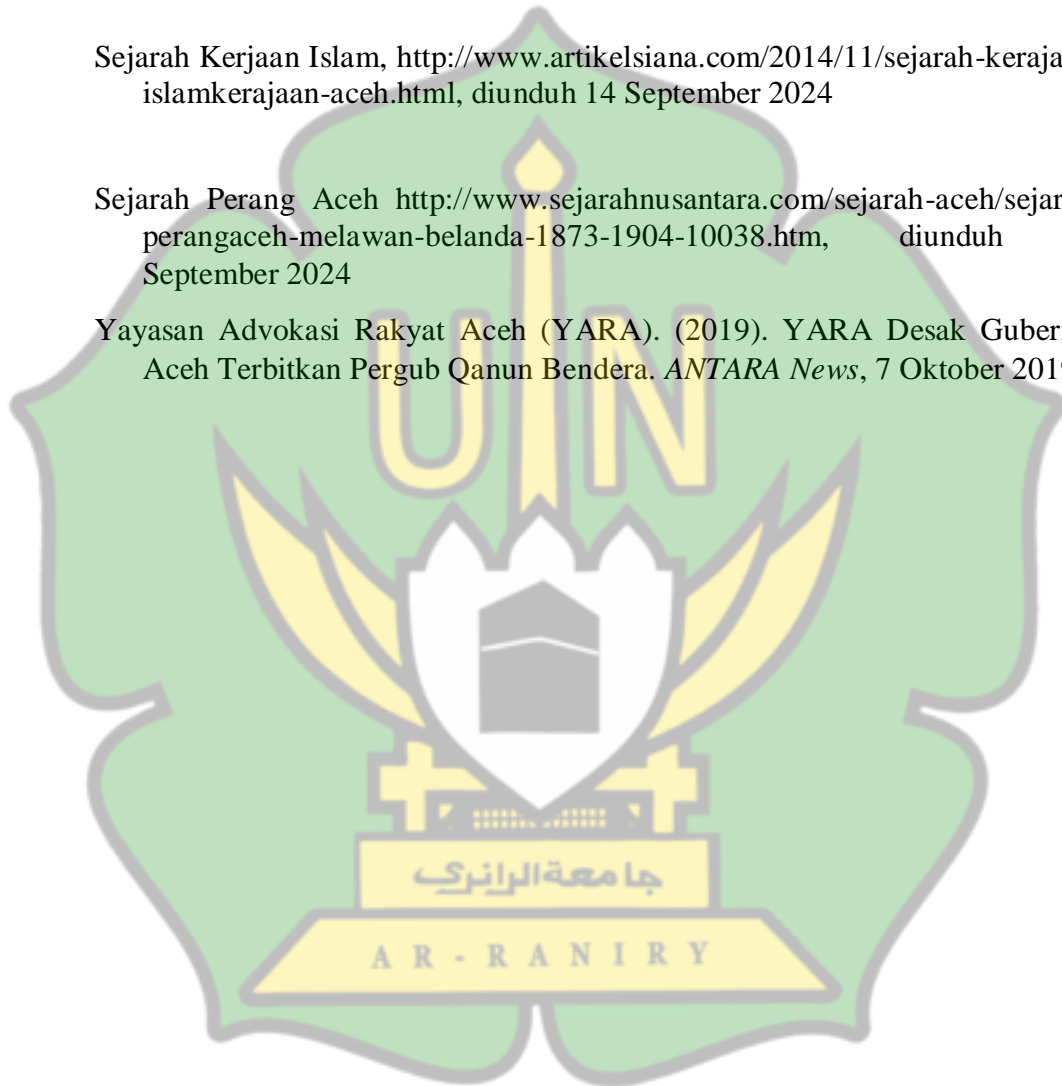 Sejarah Kerjaan Islam, http://www.artikelsiana.com/2014/11/sejarah-keraja
islamkerajaan-aceh.html, diunduh 14 September 2024
Sejarah Perang Aceh http://www.sejarahnusantara.com/sejarah-aceh/sejar
perangaceh-melawan-belanda-1873-1904-10038.htm, diunduh
September 2024
Yayasan Advokasi Rakyat Aceh (YARA). (2019). YARA Desak Guber
Aceh Terbitkan Pergub Qanun Bendera. ANTARA News, 7 Oktober 2019
UIN
جامعة الرانري
AR-RANIRY